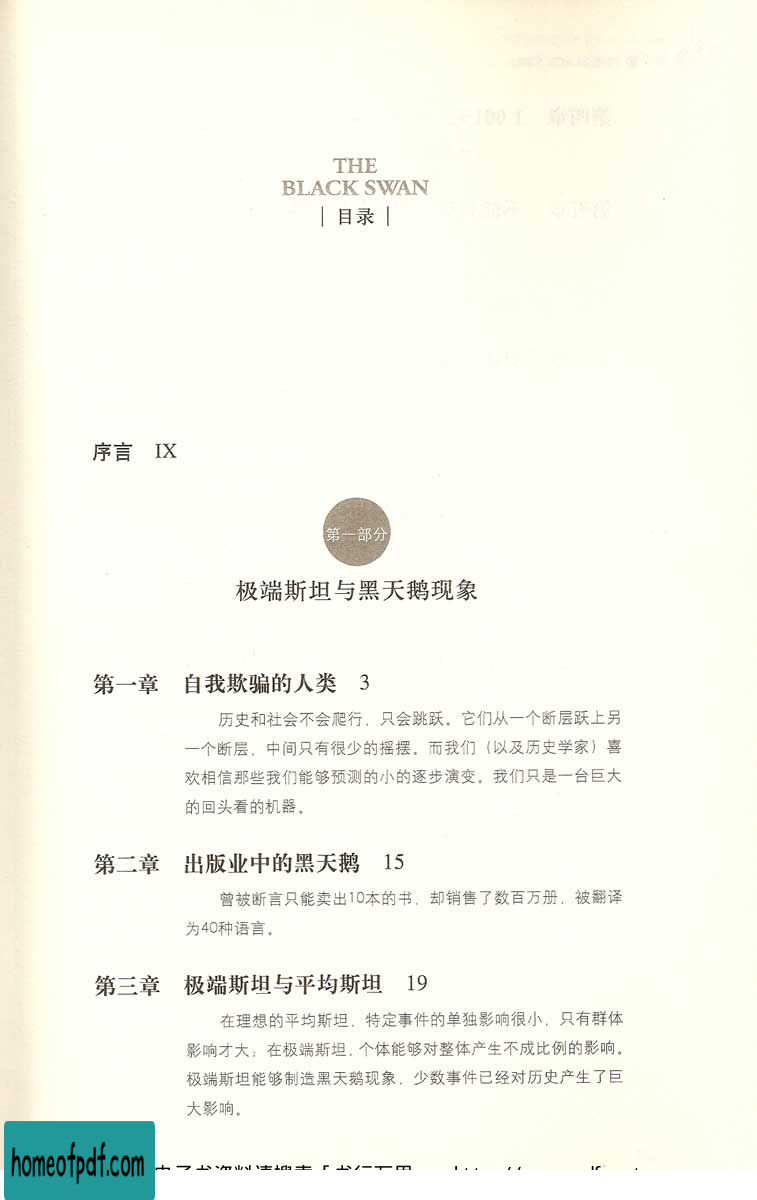 THE
BLACK SWAN
| 目录 |
序言 IX
第一部分
极端斯坦与黑天鹅现象
第一章 自我欺骗的人类 3
历史和社会不会爬行，只会跳跃。它们从一个断层跃上另
一个断层，中间只有很少的摇摆。而我们（以及历史学家）喜
欢相信那些我们能够预测的小的逐步演变。我们只是一台巨大
的回头看的机器。
第二章 出版业中的黑天鹅 15
曾被断言只能卖出10本的书，却销售了数百万册，被翻译
为40种语言。
第三章 极端斯坦与平均斯坦 19
在理想的平均斯坦，特定事件的单独影响很小，只有群体
影响才大；在极端斯坦，个体能够对整体产生不成比例的影响。
极端斯坦能够制造黑天鹅现象，少数事件已经对历史产生了巨
大影响。
homeofpdf.com